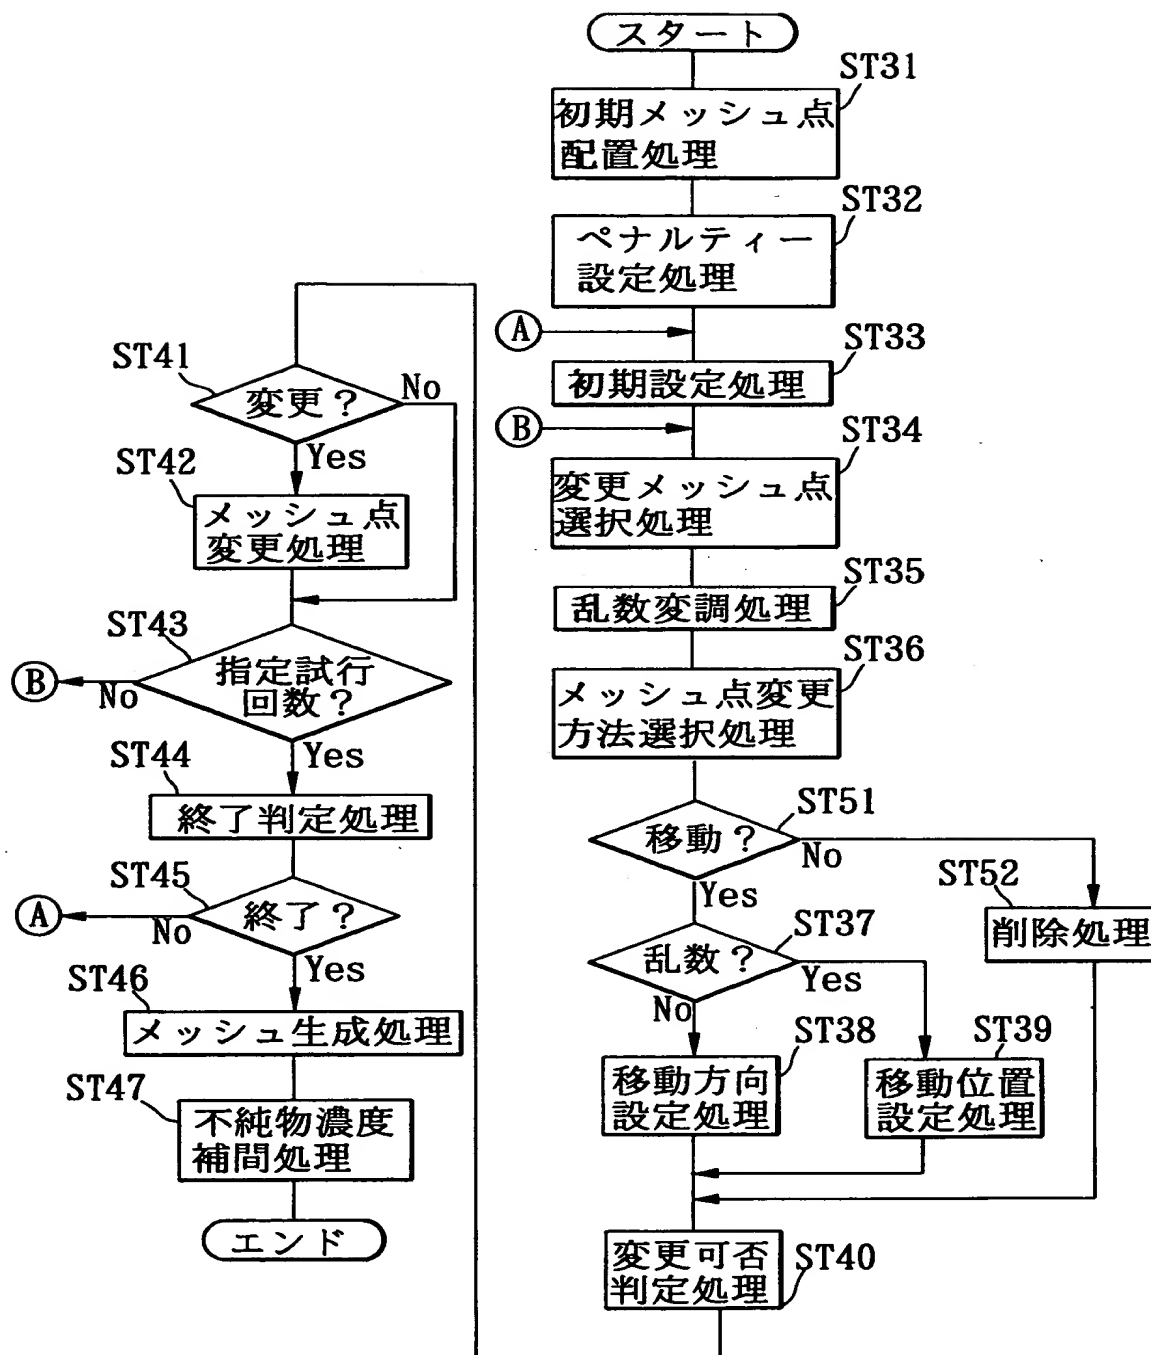 スタート
ST31
初期メッシュ点
配置処理
ST32
ペナルティー
設定処理
A
ST33
初期設定処理
B
ST34
変更メッシュ点
選択処理
ST35
乱数変調処理
ST36
メッシュ点変更
方法選択処理
ST51
移動?
No
Yes
ST52
削除処理
ST37
乱数?
Yes
No
ST38
移動方向
設定処理
ST39
移動位置
設定処理
変更可否
判定処理
ST40
ST41
変更?
No
Yes
ST42
メッシュ点
変更処理
ST43
指定試行
回数?
B
No
Yes
ST44
終了判定処理
ST45
終了?
A
No
Yes
ST46
メッシュ生成処理
ST47
不純物濃度
補間処理
エンド